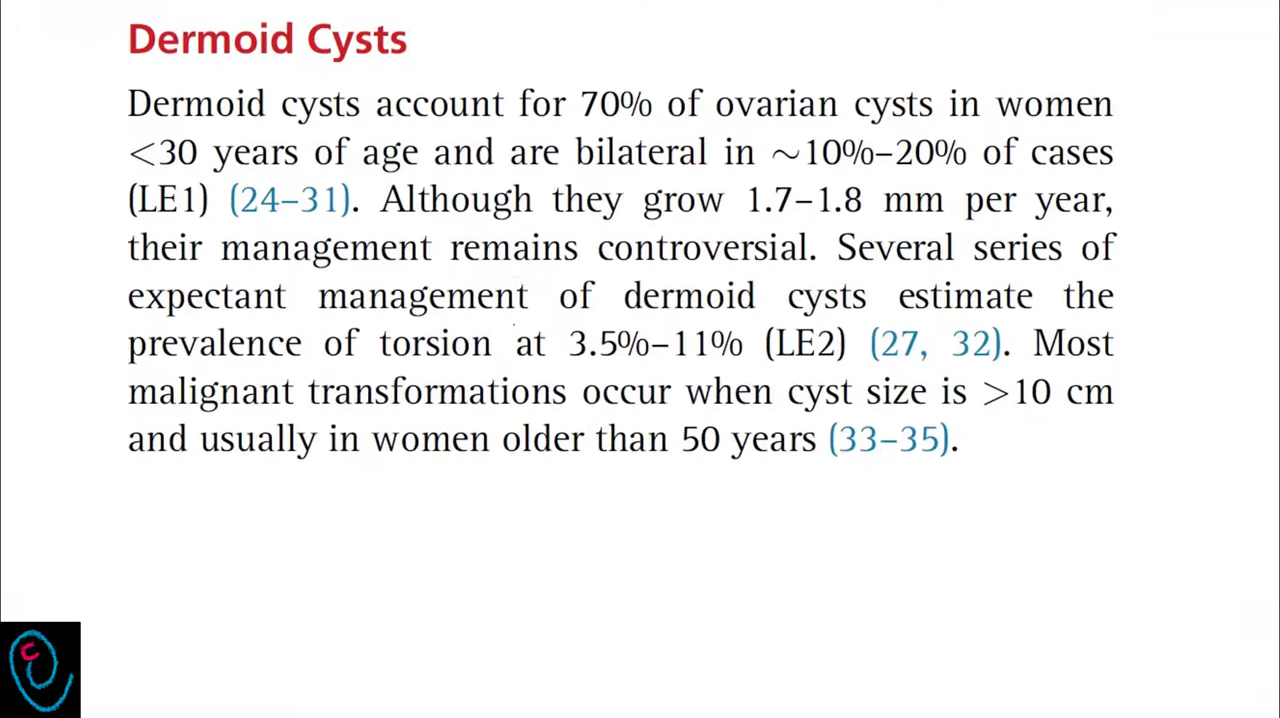 Dermoid Cysts
Dermoid cysts account for 70% of ovarian cysts in women
<30 years of age and are bilateral in ~10%–20% of cases
(LE1) (24–31). Although they grow 1.7–1.8 mm per year,
their management remains controversial. Several series of
expectant management of dermoid cysts estimate the
prevalence of torsion at 3.5%–11% (LE2) (27, 32). Most
malignant transformations occur when cyst size is >10 cm
and usually in women older than 50 years (33–35).